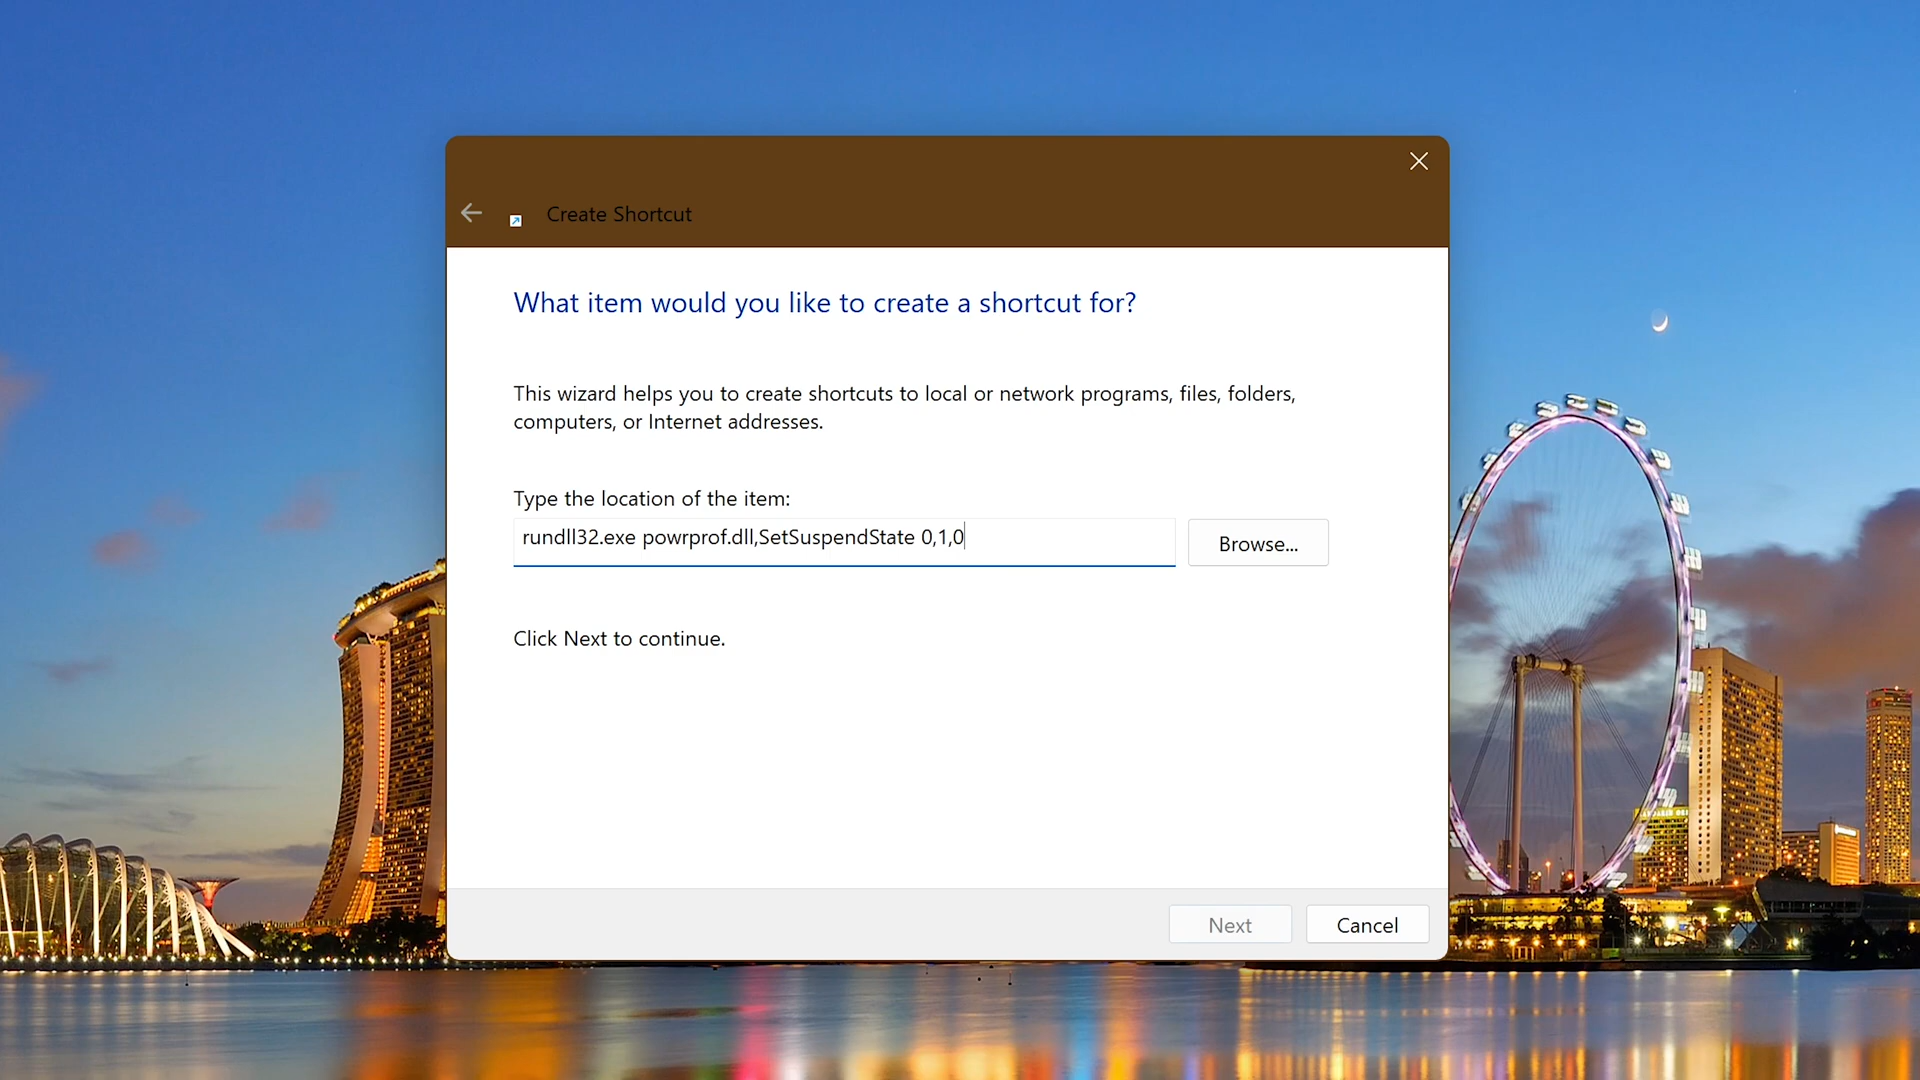 Create Shortcut
What item would you like to create a shortcut for?
This wizard helps you to create shortcuts to local or network programs, files, folders,
computers, or Internet addresses.
Type the location of the item:
rundll32.exe powrprof.dll,SetSuspendState 0,1,0
Browse...
Click Next to continue.
Next
Cancel